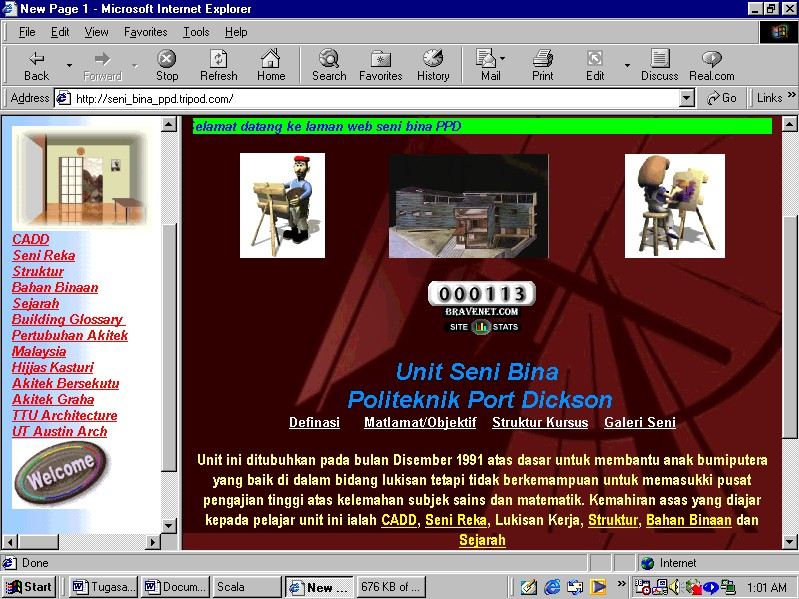 New Page 1 - Microsoft Internet Explorer
File Edit View Favorites Tools Help
Back Forward Stop Refresh Home Search Favorites History Mail Print Edit Discuss Real.com
Address http://seni_bina_ppd.tripod.com/ Go Links »
elamat datang ke laman web seni bina PPD
CADD
Seni Reka
Struktur
Bahan Binaan
Sejarah
Building Glossary
Pertubuhan Akitek
Malaysia
Hijjas Kasturi
Akitek Bersekutu
Akitek Graha
TTU Architecture
UT Austin Arch
Welcome
000113
BRAVENET.COM
SITE STATS
Unit Seni Bina
Politeknik Port Dickson
Definasi Matlamat/Objektif Struktur Kursus Galeri Seni
Unit ini ditubuhkan pada bulan Disember 1991 atas dasar untuk membantu anak bumiputera
yang baik di dalam bidang lukisan tetapi tidak berkemampuan untuk memasukki pusat
pengajian tinggi atas kelemahan subjek sains dan matematik. Kemahiran asas yang diajar
kepada pelajar unit ini ialah CADD, Seni Reka, Lukisan Kerja, Struktur, Bahan Binaan dan
Sejarah
Done Internet
Start Tugasa... Docum... Scala New ... 676 KB of ... » 1:01 AM